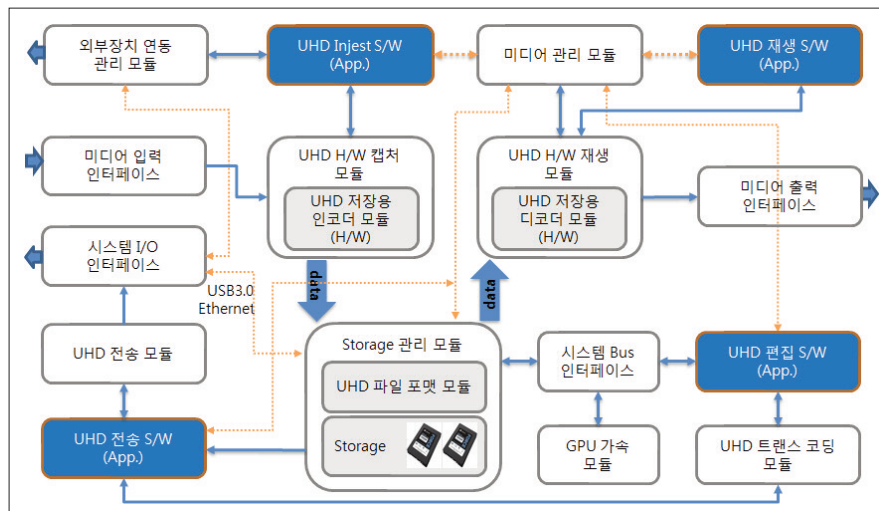 외부장치 연동
관리 모듈
UHD Injest S/W
(App.)
미디어 관리 모듈
UHD 재생 S/W
(App.)
미디어 입력
인터페이스
UHD H/W 캡처
모듈
UHD 저장용
인코더 모듈
(H/W)
UHD H/W 재생
모듈
UHD 저장용
디코더 모듈
(H/W)
미디어 출력
인터페이스
시스템 I/O
인터페이스
USB3.0
Ethernet
data
data
UHD 전송 모듈
Storage 관리 모듈
UHD 파일 포맷 모듈
Storage
시스템 Bus
인터페이스
UHD 편집 S/W
(App.)
UHD 전송 S/W
(App.)
GPU 가속
모듈
UHD 트랜스 코딩
모듈